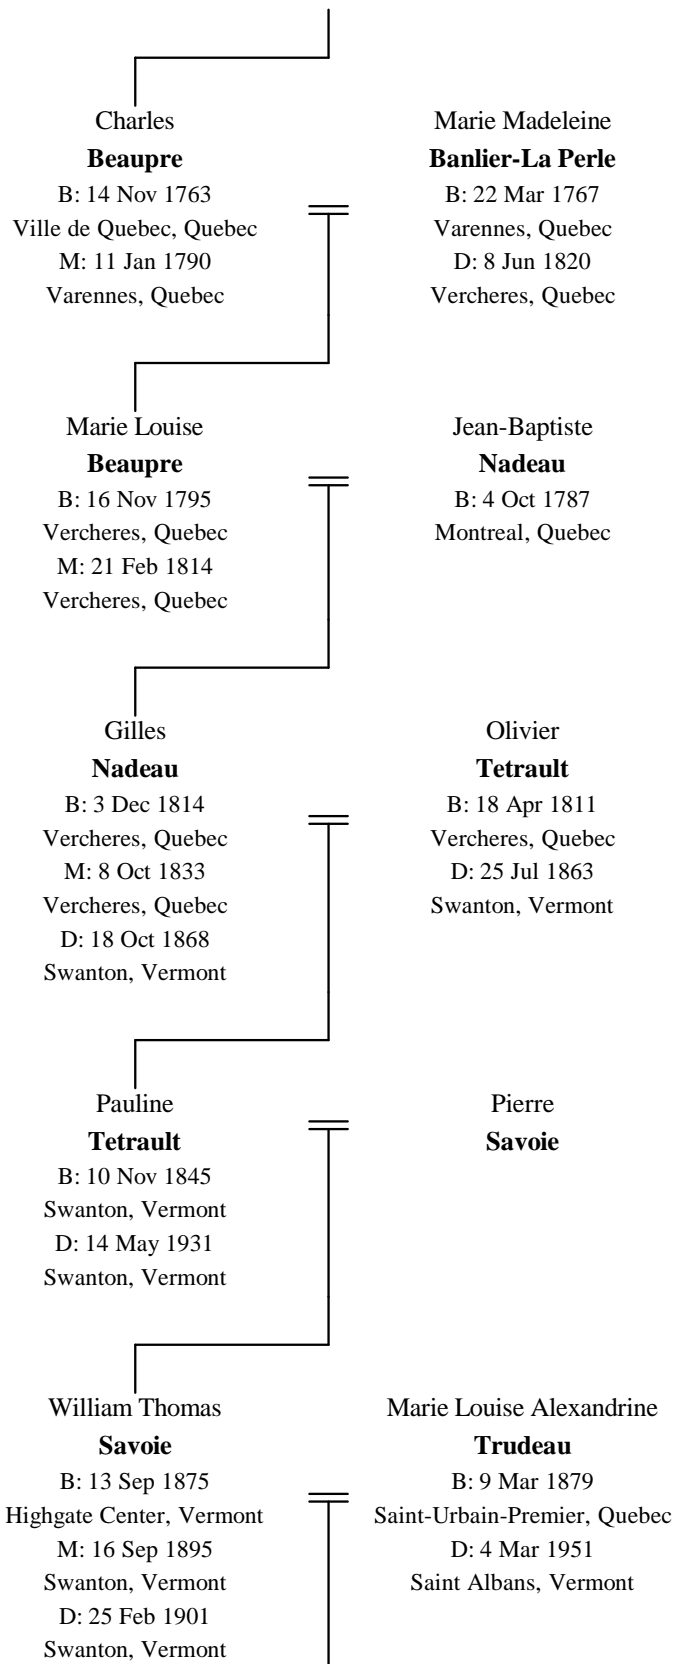 Charles
Beaupre
B: 14 Nov 1763
Ville de Quebec, Quebec
M: 11 Jan 1790
Varennes, Quebec
Marie Madeleine
Banlier-La Perle
B: 22 Mar 1767
Varennes, Quebec
D: 8 Jun 1820
Vercheres, Quebec
Marie Louise
Beaupre
B: 16 Nov 1795
Vercheres, Quebec
M: 21 Feb 1814
Vercheres, Quebec
Jean-Baptiste
Nadeau
B: 4 Oct 1787
Montreal, Quebec
Gilles
Nadeau
B: 3 Dec 1814
Vercheres, Quebec
M: 8 Oct 1833
Vercheres, Quebec
D: 18 Oct 1868
Swanton, Vermont
Olivier
Tetrault
B: 18 Apr 1811
Vercheres, Quebec
D: 25 Jul 1863
Swanton, Vermont
Pauline
Tetrault
B: 10 Nov 1845
Swanton, Vermont
D: 14 May 1931
Swanton, Vermont
Pierre
Savoie
William Thomas
Savoie
B: 13 Sep 1875
Highgate Center, Vermont
M: 16 Sep 1895
Swanton, Vermont
D: 25 Feb 1901
Swanton, Vermont
Marie Louise Alexandrine
Trudeau
B: 9 Mar 1879
Saint-Urbain-Premier, Quebec
D: 4 Mar 1951
Saint Albans, Vermont